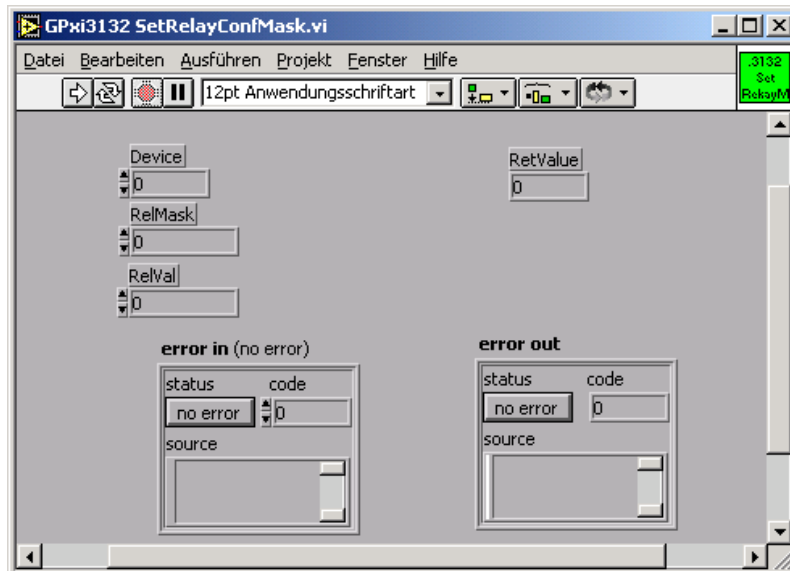 GPxi3132 SetRelayConfMask.vi
Datei Bearbeiten Ausführen Projekt Fenster Hilfe
.3132
Set
RekayM
12pt Anwendungsschriftart
Device
0
RetValue
0
RelMask
0
RelVal
0
error in (no error)
status code
no error 0
source
error out
status code
no error 0
source